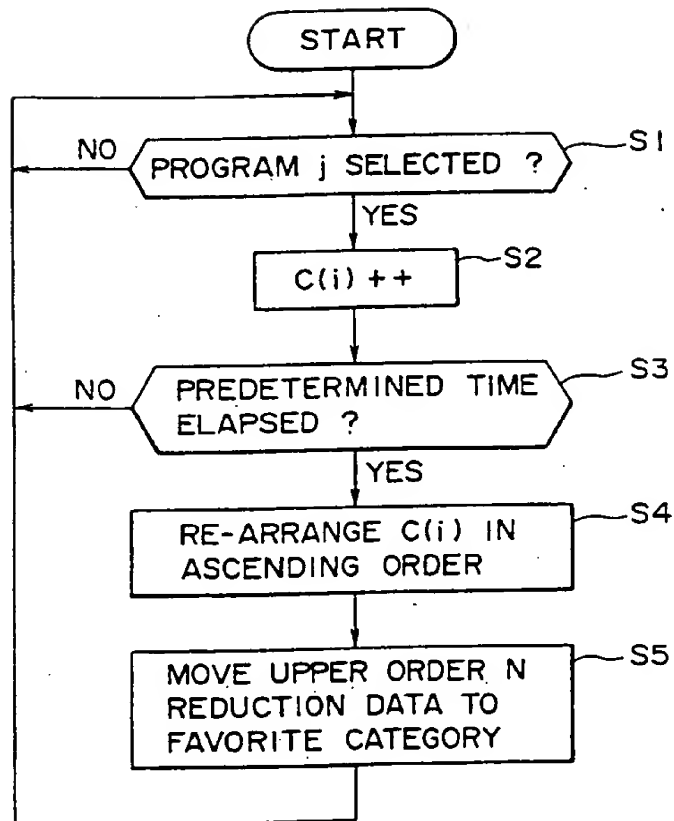 START
NO
PROGRAM j SELECTED ?
S1
YES
C(i) ++
S2
NO
PREDETERMINED TIME
ELAPSED ?
S3
YES
RE-ARRANGE C(i) IN
ASCENDING ORDER
S4
MOVE UPPER ORDER N
REDUCTION DATA TO
FAVORITE CATEGORY
S5